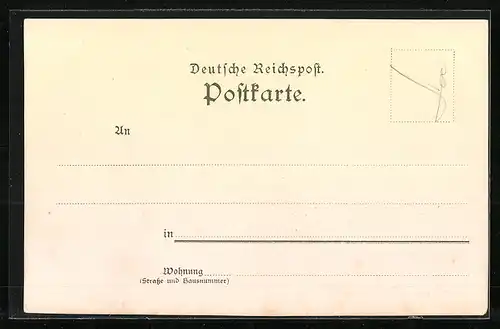 Deutſche Reichspoſt.
Poſtkarte.
An
in
Wohnung
(Straße und Hausnummer)